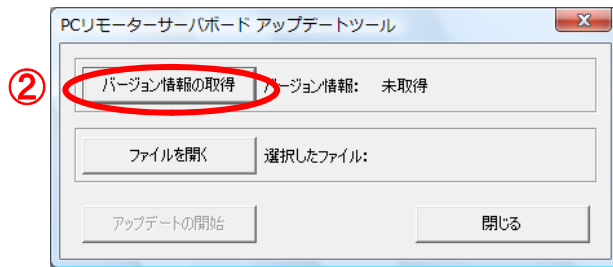 PCリモーターサーバボード アップデートツール
② バージョン情報の取得 バージョン情報: 未取得
ファイルを開く 選択したファイル:
アップデートの開始 閉じる